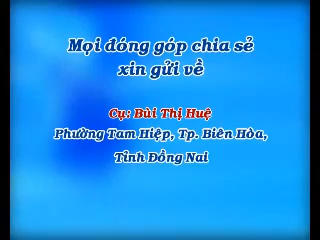 Mọi đóng góp chia sẻ
xin gửi về
Cụ: Bùi Thị Huệ
Phường Tam Hiệp, Tp. Biên Hòa,
Tỉnh Đồng Nai